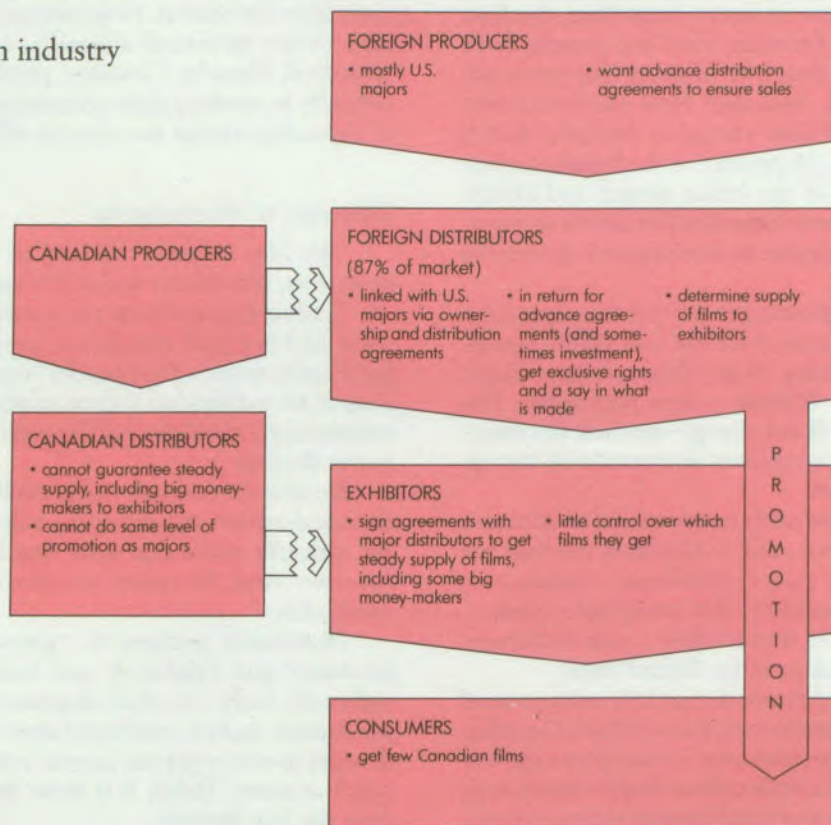 n industry
FOREIGN PRODUCERS
• mostly U.S.
majors
• want advance distribution
agreements to ensure sales
CANADIAN PRODUCERS
FOREIGN DISTRIBUTORS
(87% of market)
• linked with U.S.
majors via owner-
ship and distribution
agreements
• in return for
advance agree-
ments (and some-
times investment),
get exclusive rights
and a say in what
is made
• determine supply
of films to
exhibitors
CANADIAN DISTRIBUTORS
• cannot guarantee steady
supply, including big money-
makers to exhibitors
• cannot do same level of
promotion as majors
EXHIBITORS
• sign agreements with
major distributors to get
steady supply of films,
including some big
money-makers
• little control over which
films they get
PROMOTION
CONSUMERS
• get few Canadian films